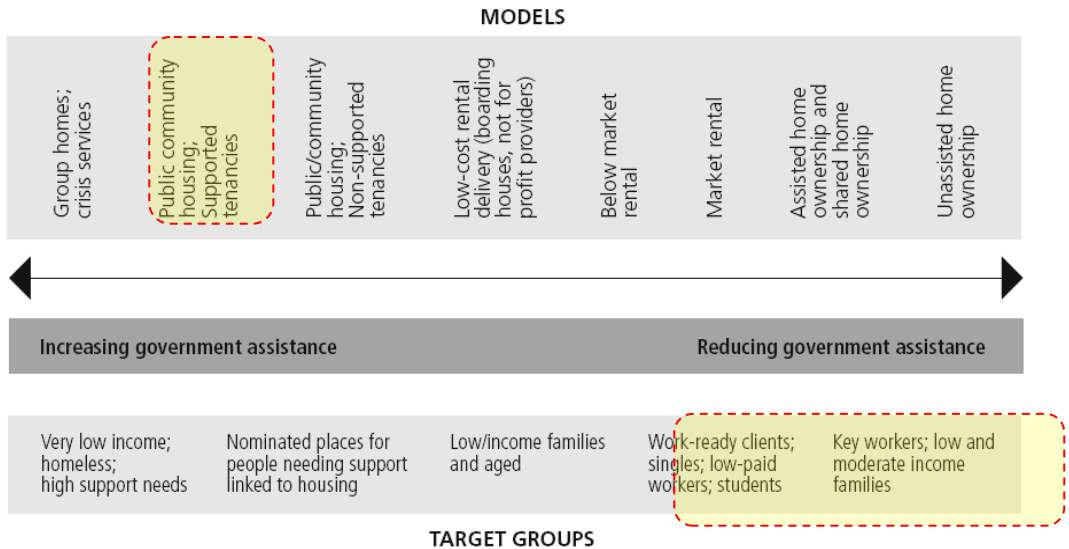 MODELS
Group homes;
crisis services
Public community
housing;
Supported
tenancies
Public/community
housing;
Non-supported
tenancies
Low-cost rental
delivery (boarding
houses, not for
profit providers)
Below market
rental
Market rental
Assisted home
ownership and
shared home
ownership
Unassisted home
ownership
Increasing government assistance
Reducing government assistance
Very low income;
homeless;
high support needs
Nominated places for
people needing support
linked to housing
Low/income families
and aged
Work-ready clients;
singles; low-paid
workers; students
Key workers; low and
moderate income
families
TARGET GROUPS